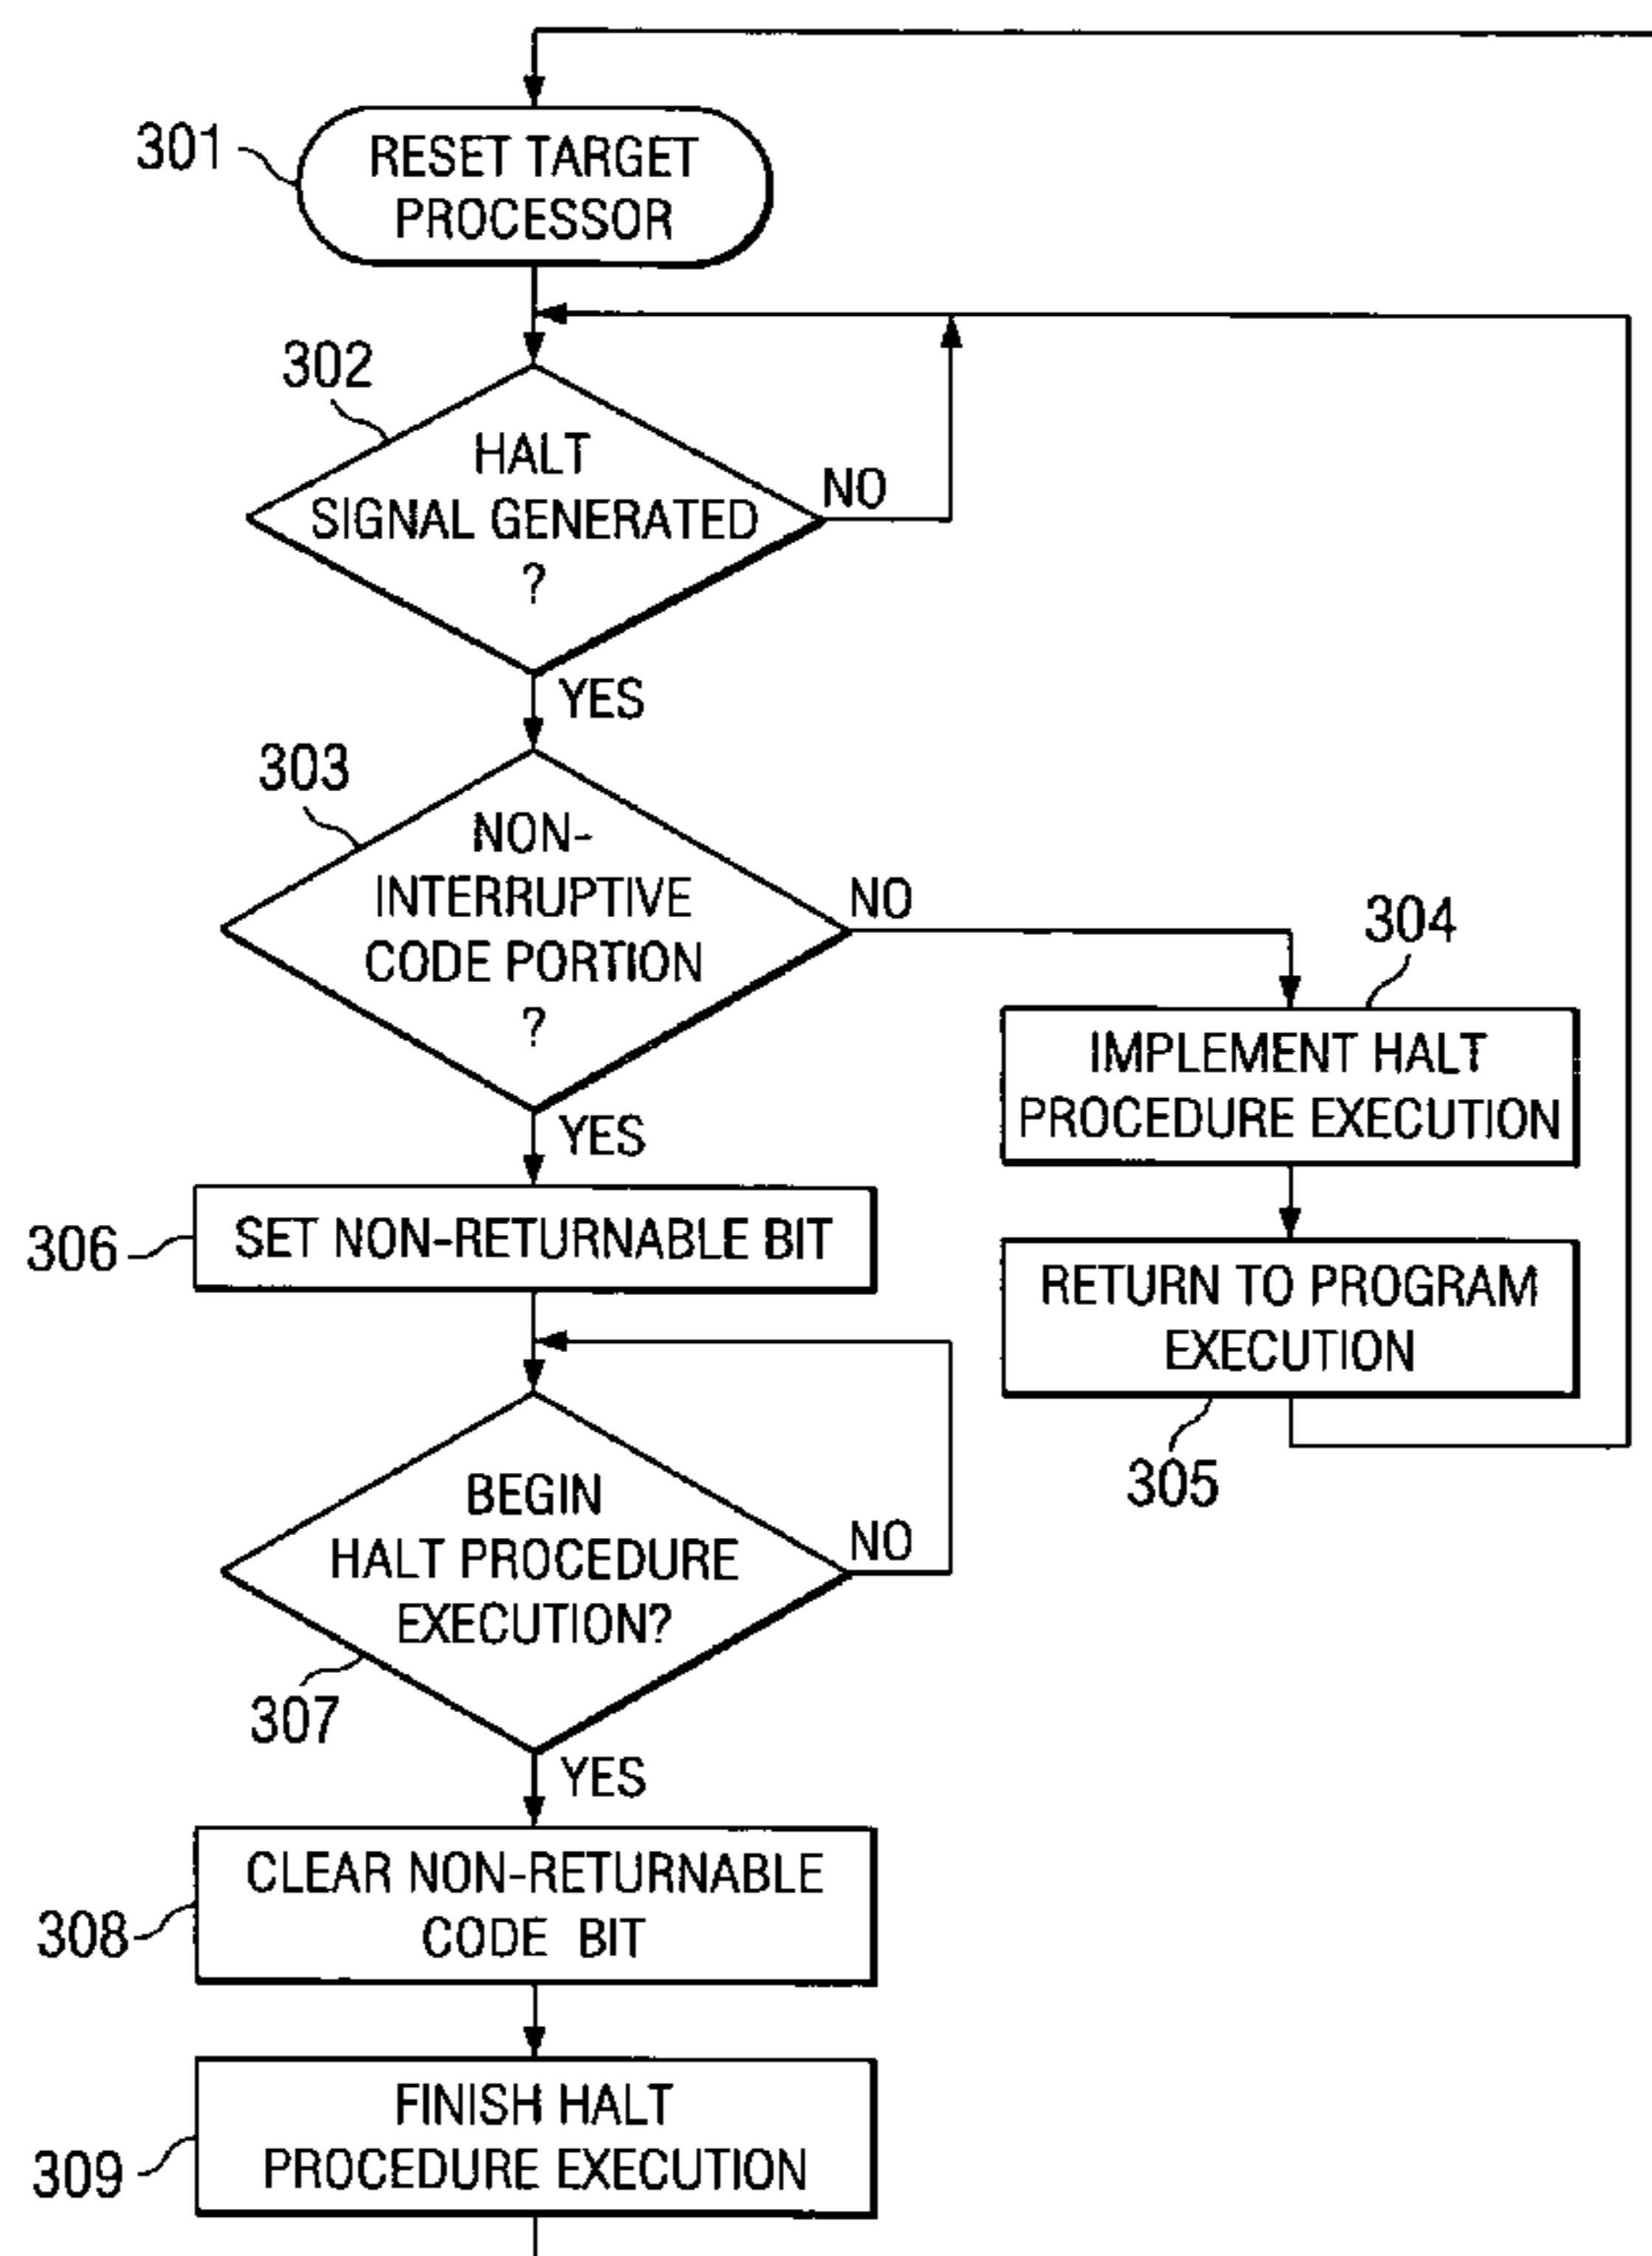 301
RESET TARGET
PROCESSOR
302
HALT
SIGNAL GENERATED
?
NO
YES
303
NON-
INTERRUPTIVE
CODE PORTION
?
NO
YES
304
IMPLEMENT HALT
PROCEDURE EXECUTION
RETURN TO PROGRAM
EXECUTION
305
306
SET NON-RETURNABLE BIT
BEGIN
HALT PROCEDURE
EXECUTION?
NO
307
YES
308
CLEAR NON-RETURNABLE
CODE BIT
309
FINISH HALT
PROCEDURE EXECUTION